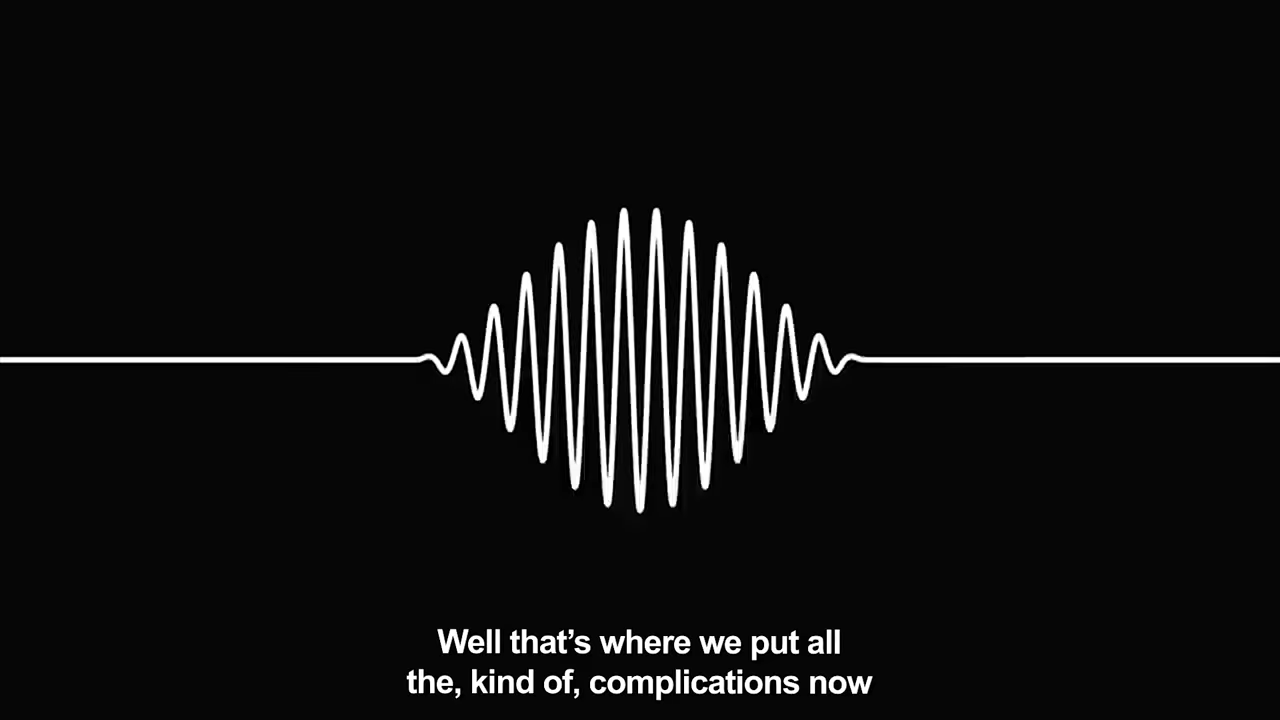 Well that’s where we put all
the, kind of, complications now